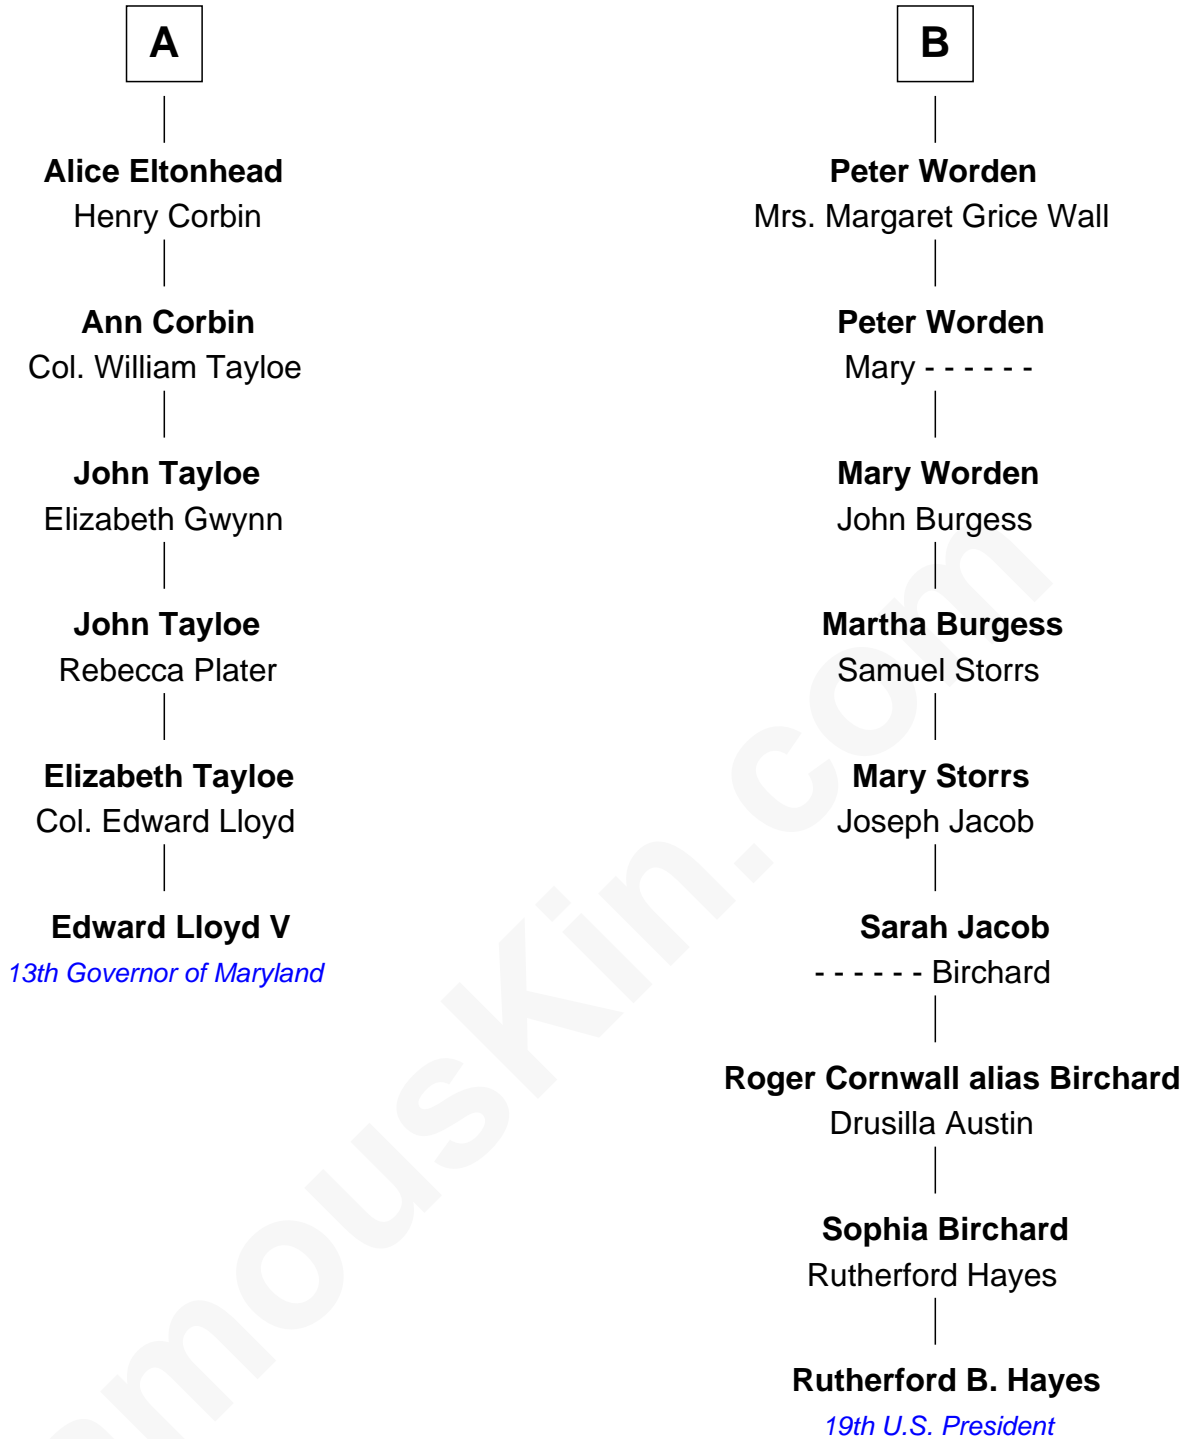 A
Alice Eltonhead
Henry Corbin
Ann Corbin
Col. William Tayloe
John Tayloe
Elizabeth Gwynn
John Tayloe
Rebecca Plater
Elizabeth Tayloe
Col. Edward Lloyd
Edward Lloyd V
13th Governor of Maryland
B
Peter Worden
Mrs. Margaret Grice Wall
Peter Worden
Mary - - - - - -
Mary Worden
John Burgess
Martha Burgess
Samuel Storrs
Mary Storrs
Joseph Jacob
Sarah Jacob
- - - - - - Birchard
Roger Cornwall alias Birchard
Drusilla Austin
Sophia Birchard
Rutherford Hayes
Rutherford B. Hayes
19th U.S. President
amouskin.com